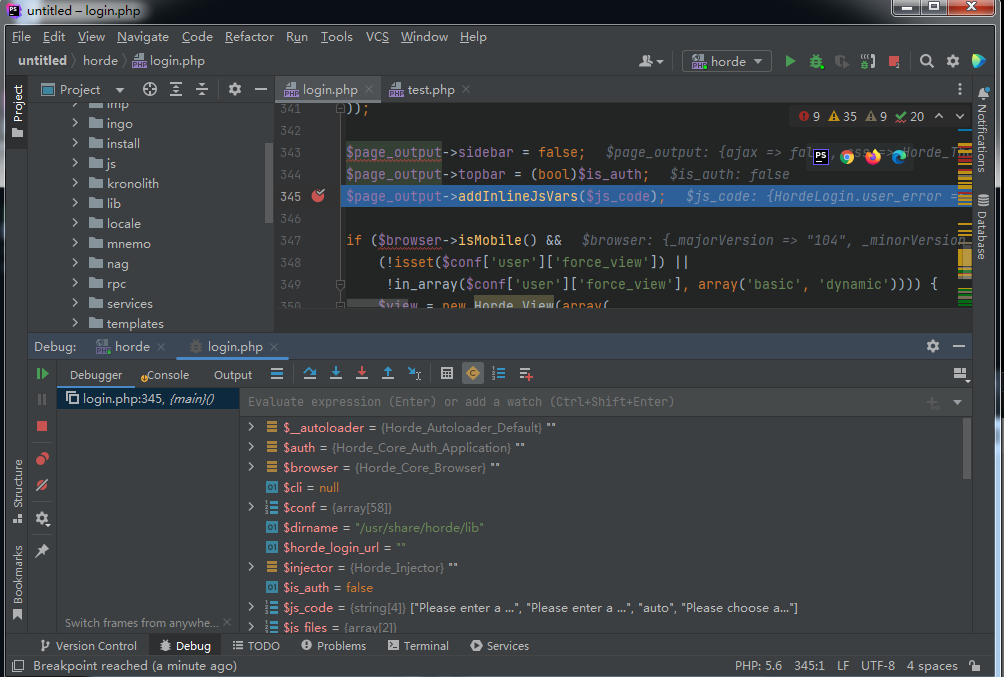 untitled – login.php
File Edit View Navigate Code Refactor Run Tools VCS Window Help
untitled horde login.php
horde
Project
Project
login.php
test.php
imp
ingo
install
js
kronolith
lib
locale
mnemo
nag
rpc
services
templates
9 35 9 20
341 ));
342
343 $page_output->sidebar = false; $page_output: {ajax => fal
344 $page_output->topbar = (bool)$is_auth; $is_auth: false
345 $page_output->addInlineJsVars($js_code); $js_code: {HordeLogin.user_error =
346
347 if ($browser->isMobile() && $browser: {_majorVersion => "104", _minorVersion
348 (!isset($conf['user']['force_view']) ||
349 !in_array($conf['user']['force_view'], array('basic', 'dynamic')))) {
350 $view = new Horde_View(array(
Notifications
Database
Debug: horde login.php
Debugger Console Output
login.php:345, {main}()
Evaluate expression (Enter) or add a watch (Ctrl+Shift+Enter)
$__autoloader = {Horde_Autoloader_Default} ""
$auth = {Horde_Core_Auth_Application} ""
$browser = {Horde_Core_Browser} ""
$cli = null
$conf = {array[58]}
$dirname = "/usr/share/horde/lib"
$horde_login_url = ""
$injector = {Horde_Injector} ""
$is_auth = false
$js_code = {string[4]} ["Please enter a ...", "Please enter a ...", "auto", "Please choose a..."]
$js_files = {array[2]}
Structure
Bookmarks
Switch frames from anywhe...
Version Control Debug TODO Problems Terminal Services
Breakpoint reached (a minute ago)
PHP: 5.6 345:1 LF UTF-8 4 spaces